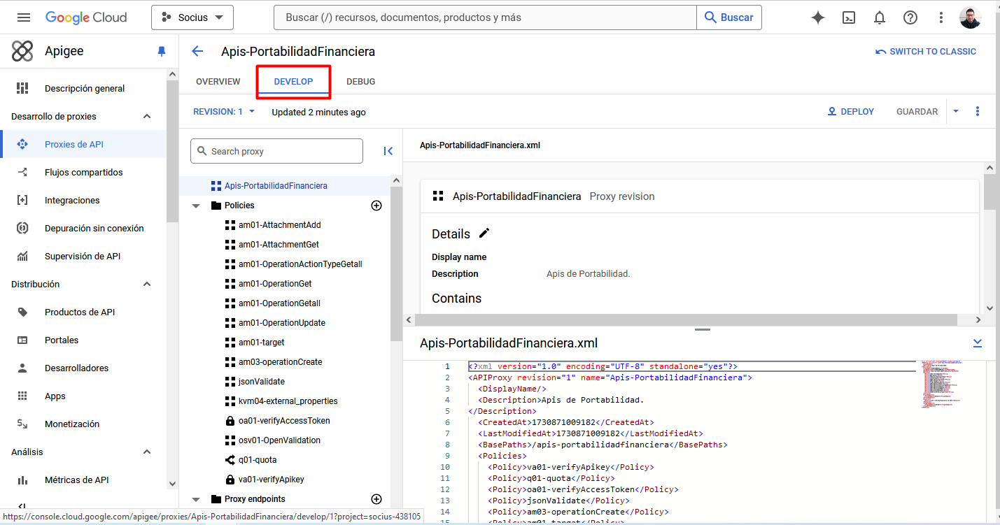 Google Cloud
Socius
Buscar (/) recursos, documentos, productos y más
Buscar
Apigee
Apis-PortabilidadFinanciera
SWITCH TO CLASSIC
OVERVIEW
DEVELOP
DEBUG
REVISION: 1
Updated 2 minutes ago
DEPLOY
GUARDAR
Descripción general
Desarrollo de proxies
Proxies de API
Flujos compartidos
Integraciones
Depuración sin conexión
Supervisión de API
Distribución
Productos de API
Portales
Desarrolladores
Apps
Monetización
Análisis
Métricas de API
Search proxy
Apis-PortabilidadFinanciera
Policies
am01-AttachmentAdd
am01-AttachmentGet
am01-OperationActionTypeGetall
am01-OperationGet
am01-OperationGetall
am01-OperationUpdate
am01-target
am03-operationCreate
jsonValidate
kvm04-external_properties
oa01-verifyAccessToken
osv01-OpenValidation
q01-quota
va01-verifyApikey
Proxy endpoints
Apis-PortabilidadFinanciera.xml
Apis-PortabilidadFinanciera Proxy revision
Details
Display name
Description Apis de Portabilidad.
Contains
Apis-PortabilidadFinanciera.xml
1 <?xml version="1.0" encoding="UTF-8" standalone="yes"?>
2 <APIProxy revision="1" name="Apis-PortabilidadFinanciera">
3 <DisplayName/>
4 <Description>Apis de Portabilidad.
5 </Description>
6 <CreatedAt>1730871009182</CreatedAt>
7 <LastModifiedAt>1730871009182</LastModifiedAt>
8 <BasePaths>/apis-portabilidadfinanciera</BasePaths>
9 <Policies>
10 <Policy>va01-verifyApikey</Policy>
11 <Policy>q01-quota</Policy>
12 <Policy>oa01-verifyAccessToken</Policy>
13 <Policy>jsonValidate</Policy>
14 <Policy>am03-operationCreate</Policy>
15 <Policy>am01-target</Policy>
https://console.cloud.google.com/apigee/proxies/Apis-PortabilidadFinanciera/develop/1?project=socius-438105